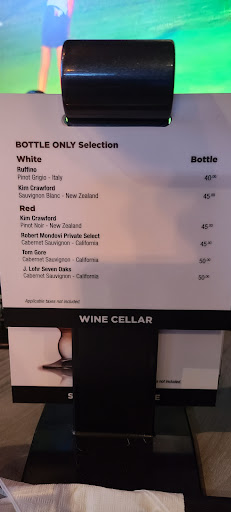 BOTTLE ONLY Selection
White Bottle
Ruffino
Pinot Grigio - Italy 40.00
Kim Crawford
Sauvignon Blanc - New Zealand 45.00
Red
Kim Crawford
Pinot Noir - New Zealand 45.00
Robert Mondovi Private Select
Cabernet Sauvignon - California 45.00
Tom Gore
Cabernet Sauvignon - California 50.00
J. Lohr Seven Oaks
Cabernet Sauvignon - California 50.00
Applicable taxes not included
WINE CELLAR
not included
S
E